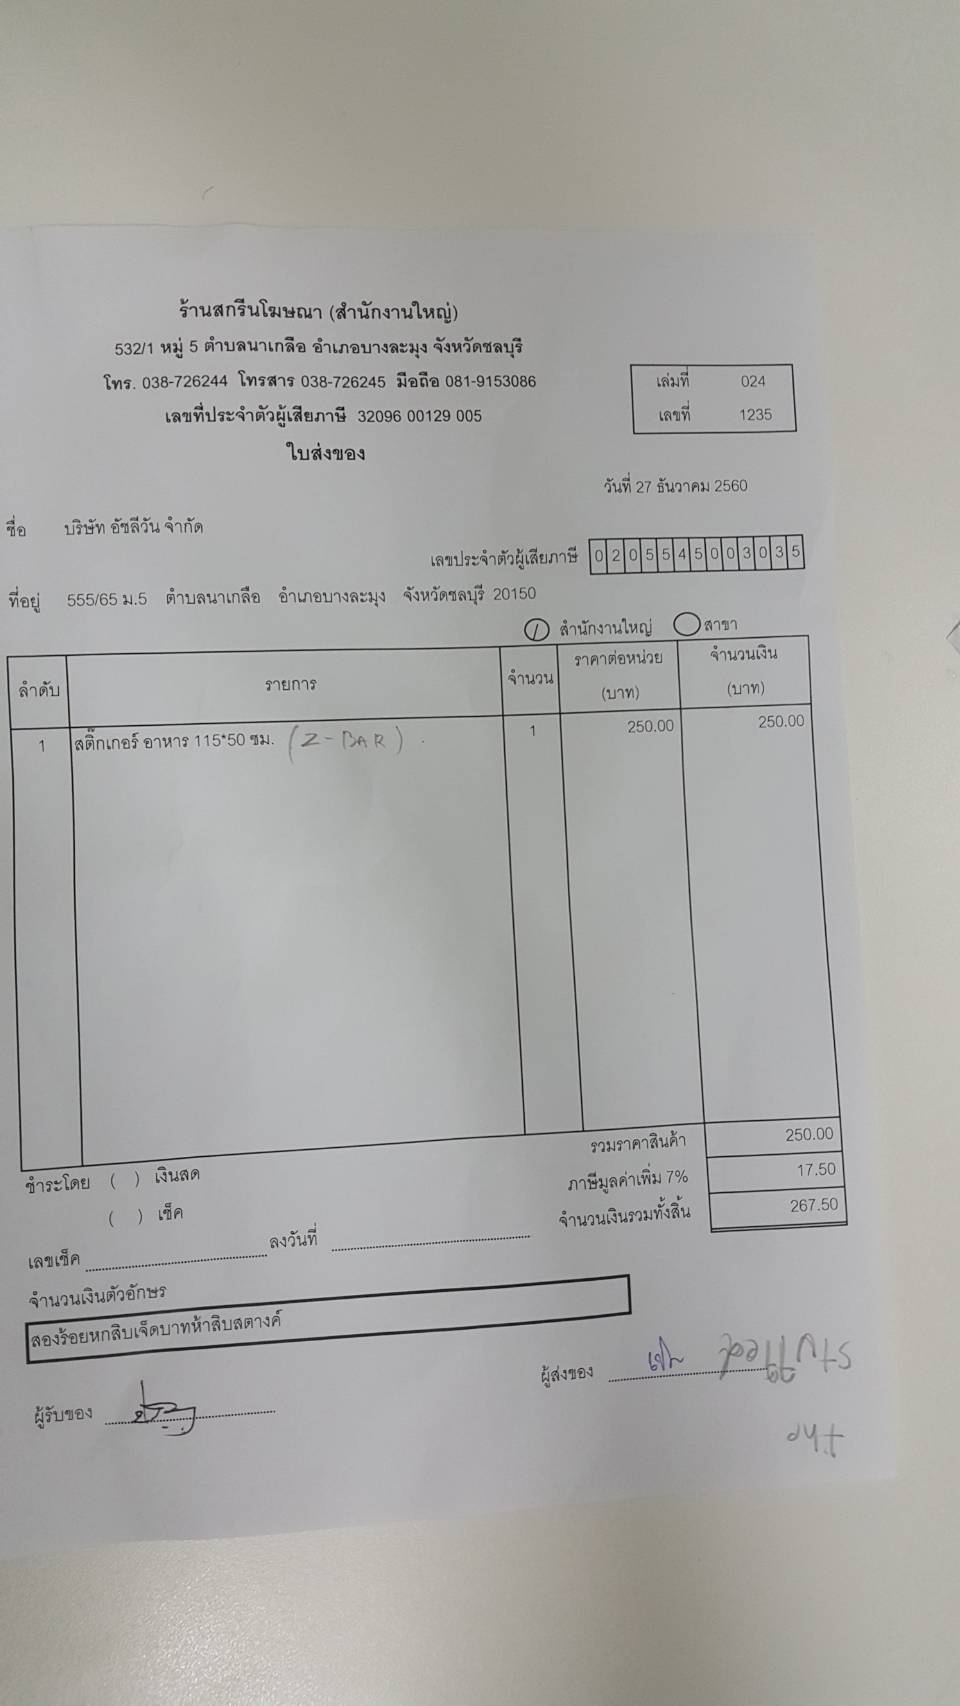 ร้านสกรีนโฆษณา (สำนักงานใหญ่)
532/1 หมู่ 5 ตำบลนาเกลือ อำเภอบางละมุง จังหวัดชลบุรี
โทร. 038-726244 โทรสาร 038-726245 มือถือ 081-9153086
เลขที่ประจำตัวผู้เสียภาษี 32096 00129 005
เล่มที่ 024
เลขที่ 1235
ใบส่งของ
วันที่ 27 ธันวาคม 2560
ชื่อ บริษัท อัซลีวัน จำกัด
เลขประจำตัวผู้เสียภาษี 0205545003035
ที่อยู่ 555/65 ม.5 ตำบลนาเกลือ อำเภอบางละมุง จังหวัดชลบุรี 20150
/ สำนักงานใหญ่ สาขา
ลำดับ รายการ จำนวน ราคาต่อหน่วย (บาท) จำนวนเงิน (บาท)
1 สติ๊กเกอร์ อาหาร 115*50 ซม. (Z-BAR) 1 250.00 250.00
รวมราคาสินค้า 250.00
ชำระโดย ( ) เงินสด ภาษีมูลค่าเพิ่ม 7% 17.50
( ) เช็ค จำนวนเงินรวมทั้งสิ้น 267.50
เลขเช็ค ลงวันที่
จำนวนเงินตัวอักษร
สองร้อยหกสิบเจ็ดบาทห้าสิบสตางค์
ผู้ส่งของ
ผู้รับของ